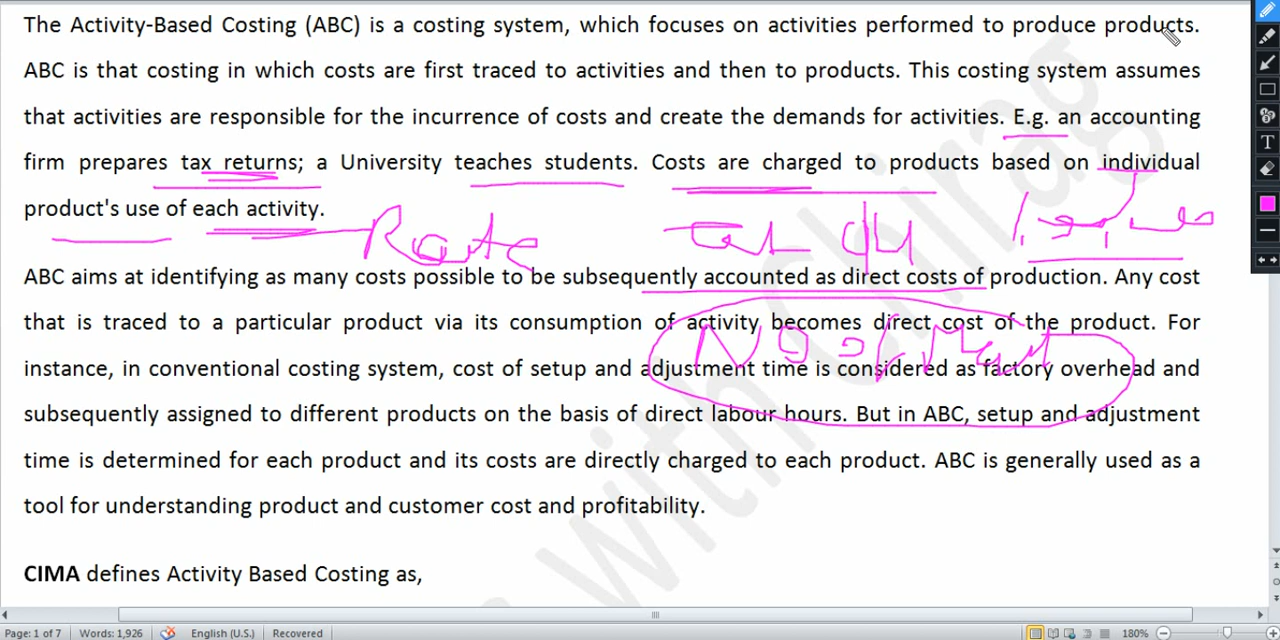 The Activity-Based Costing (ABC) is a costing system, which focuses on activities performed to produce products.
ABC is that costing in which costs are first traced to activities and then to products. This costing system assumes
that activities are responsible for the incurrence of costs and create the demands for activities. E.g. an accounting
firm prepares tax returns; a University teaches students. Costs are charged to products based on individual
product's use of each activity.
Rate
ABC aims at identifying as many costs possible to be subsequently accounted as direct costs of production. Any cost
that is traced to a particular product via its consumption of activity becomes direct cost of the product. For
instance, in conventional costing system, cost of setup and adjustment time is considered as factory overhead and
subsequently assigned to different products on the basis of direct labour hours. But in ABC, setup and adjustment
time is determined for each product and its costs are directly charged to each product. ABC is generally used as a
tool for understanding product and customer cost and profitability.
CIMA defines Activity Based Costing as,
with Chirag
Page: 1 of 7 Words: 1,926 English (U.S.) Recovered 180%